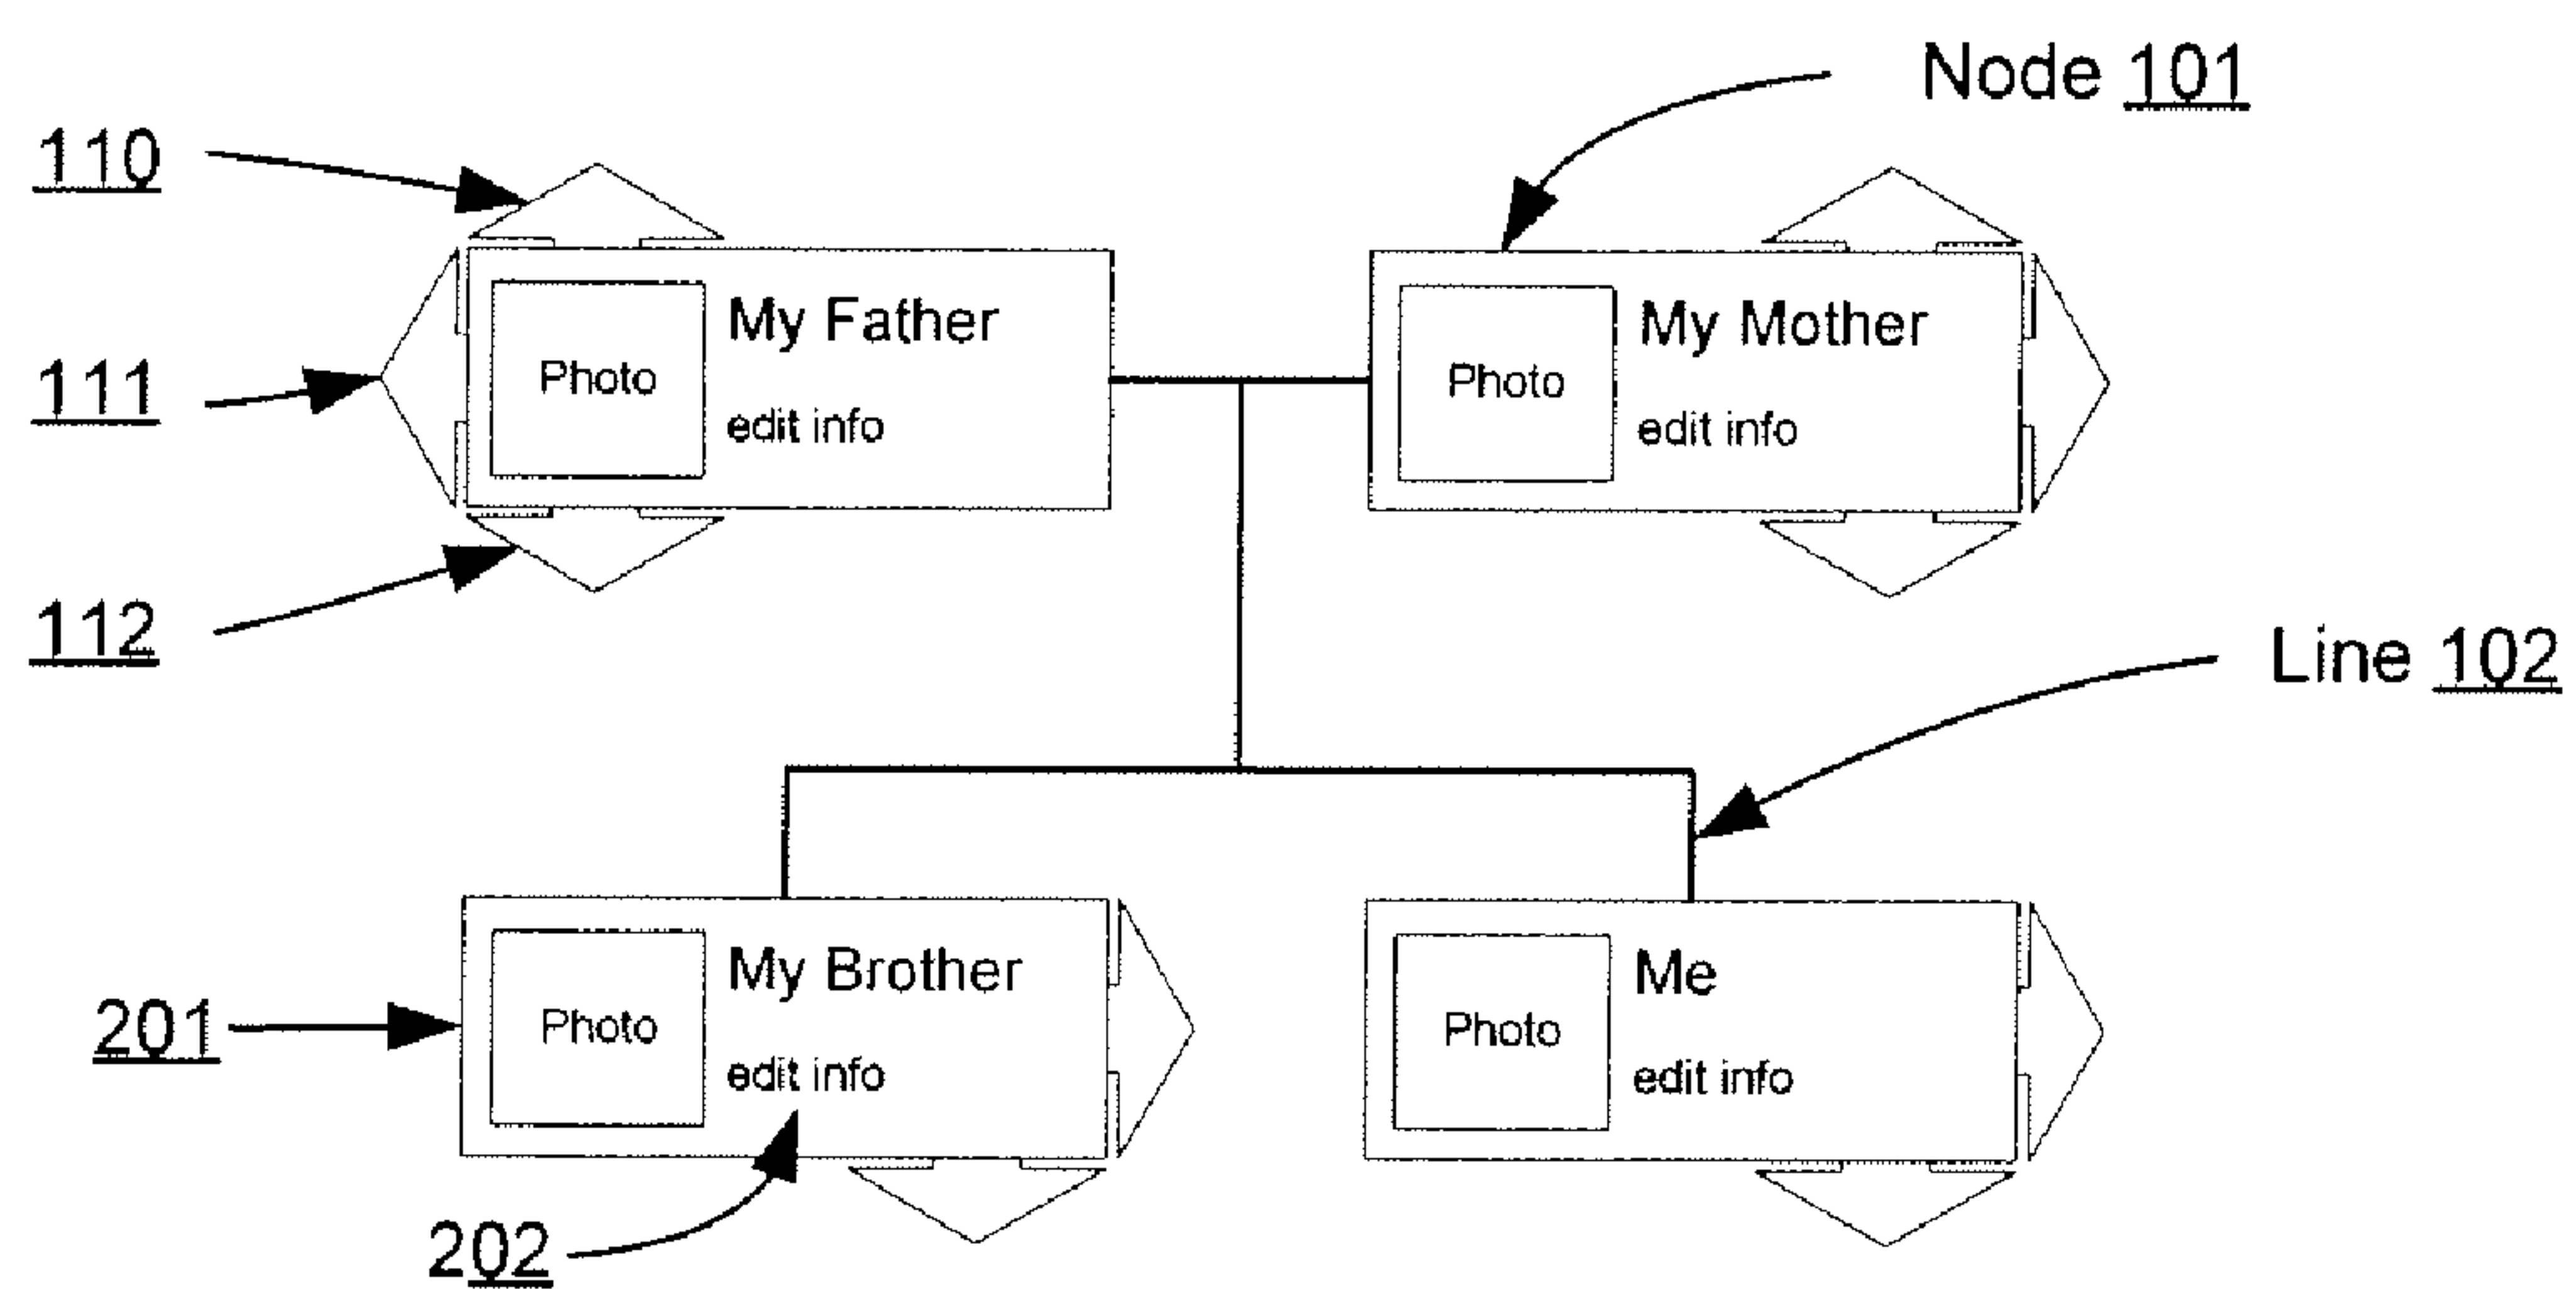 Node 101
110
My Father
Photo
edit info
My Mother
Photo
edit info
111
112
Line 102
My Brother
Photo
edit info
Me
Photo
edit info
201
202